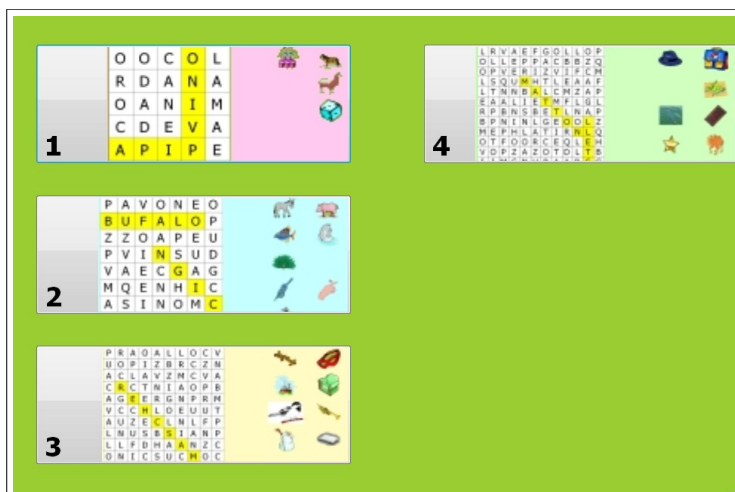 O O C O L
R D A N A
O A N I M
C D E V A
A P I P E
1
P A V O N E O
B U F A L O P
Z Z O A P E U
P V I N S U D
V A E C G A G
M Q E N H I C
A S I N O M C
2
P R A O A L L O C V
U O P I Z B R C Z N
A C L A V Z M C V A
C R C T N I A O P B
A G E E R G N P R M
V C C H L O E U U T
A U Z E C L N L F P
L N U S B S I A N P
L L F D H A A N Z C
O N I C S U C M O C
3
L R V A E F G O L L O P
O L L E P P A C B B Z Q
O P V E R I Z V I F C M
L S Q U M H T L E A A F
L T N N B A L C M Z A P
E A A L I E T M F L G L
R P B N S B E T L N A P
B P N I N L G E O O L Z
M E P H L A T I R N L Q
O T F O O R C E Q L E H
V D P Z A Z O T D L T B
4